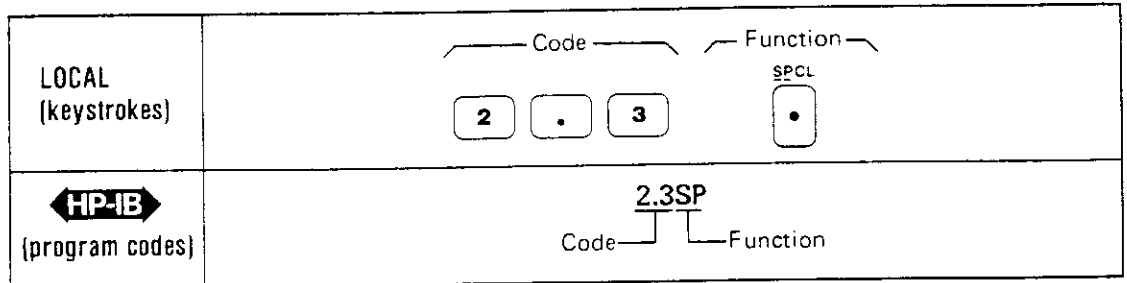 Code Function
LOCAL
(keystrokes)
SPCL
2 . 3 •
HP-IB
(program codes)
2.3SP
Code Function